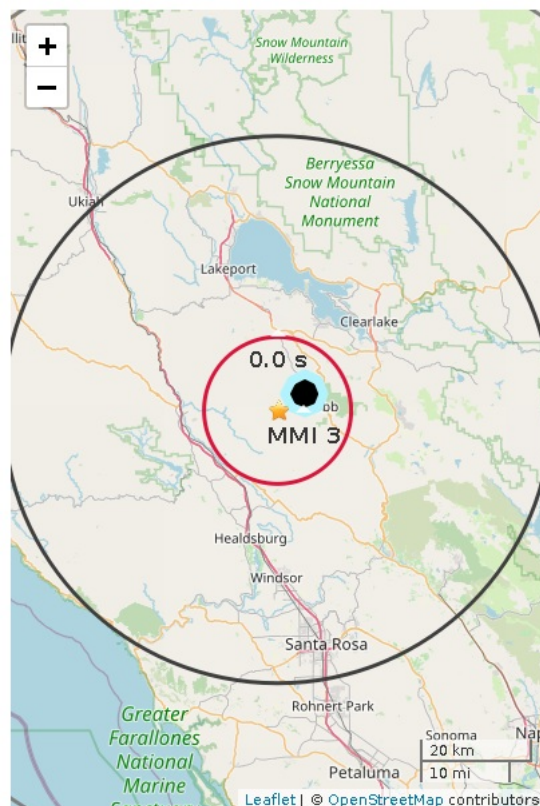 +
−
Snow Mountain
Wilderness
Berryessa
Snow Mountain
National
Monument
Ukiah
Lakeport
Clearlake
0.0 s
MMI 3
Healdsburg
Windsor
Santa Rosa
Rohnert Park
Greater
Farallones
National
Marine
Sonoma
20 km
10 mi
Petaluma
Leaflet | © OpenStreetMap contributors